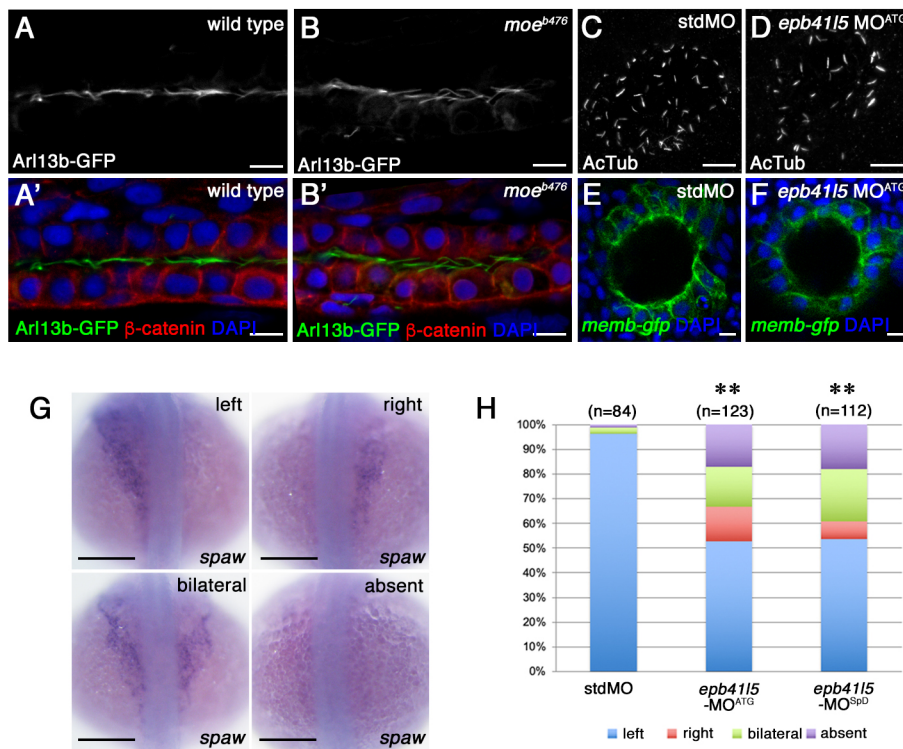 A wild type
Arl13b-GFP
B moe^b476
Arl13b-GFP
C stdMO
AcTub
D epb41l5 MO^ATG
AcTub
A' wild type
Arl13b-GFP β-catenin DAPI
B' moe^b476
Arl13b-GFP β-catenin DAPI
E stdMO
memb-gfp DAPI
F epb41l5 MO^ATG
memb-gfp DAPI
G
left
spaw
right
spaw
bilateral
spaw
absent
spaw
H
** **
(n=84) (n=123) (n=112)
100%
90%
80%
70%
60%
50%
40%
30%
20%
10%
0%
stdMO
epb41l5
-MO^ATG
epb41l5
-MO^SpD
left right bilateral absent